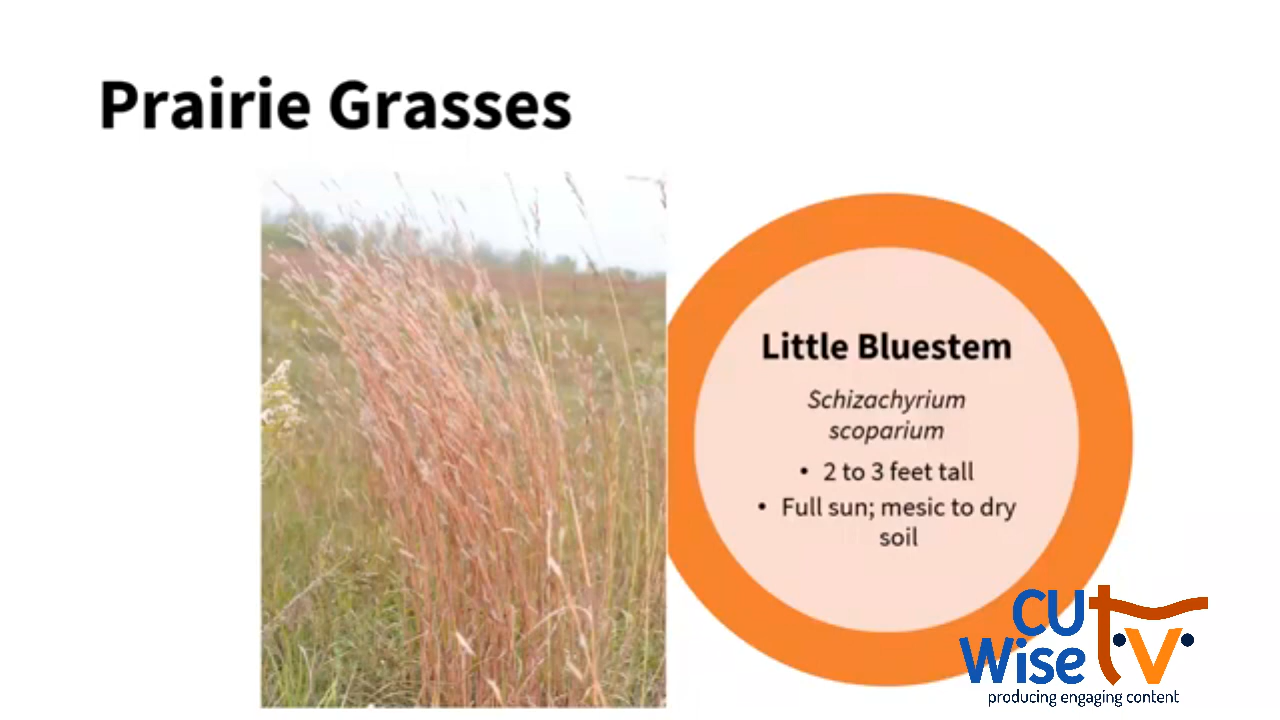 Prairie Grasses
Little Bluestem
Schizachyrium
scoparium
• 2 to 3 feet tall
• Full sun; mesic to dry
soil
CU
Wise tv
producing engaging content